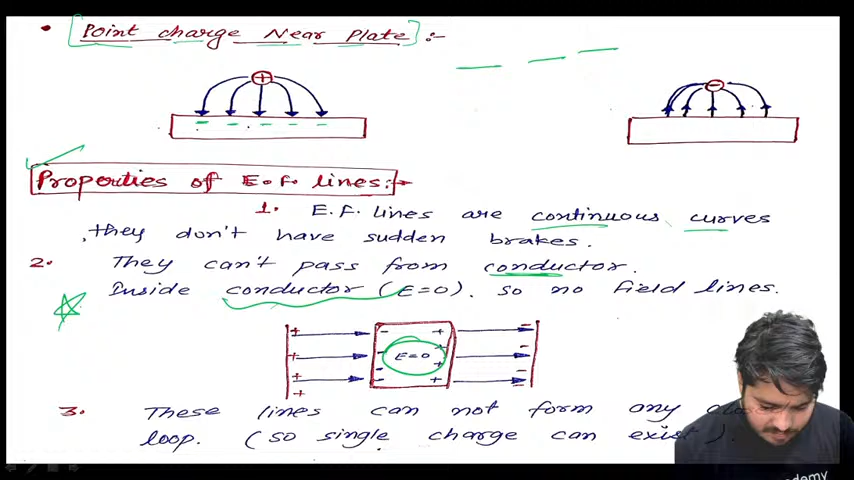 • [Point charge Near Plate] :-
+
-
- - - - -
Properties of E.F. lines:-
1. E.F. lines are continuous curves
, they don't have sudden brakes.
2. They can't pass from conductor.
Inside conductor (E=0). so no field lines.
+ - + -
+ - E=0 + -
+ - + -
+
3. These lines can not form any
loop. (so single charge can exist).